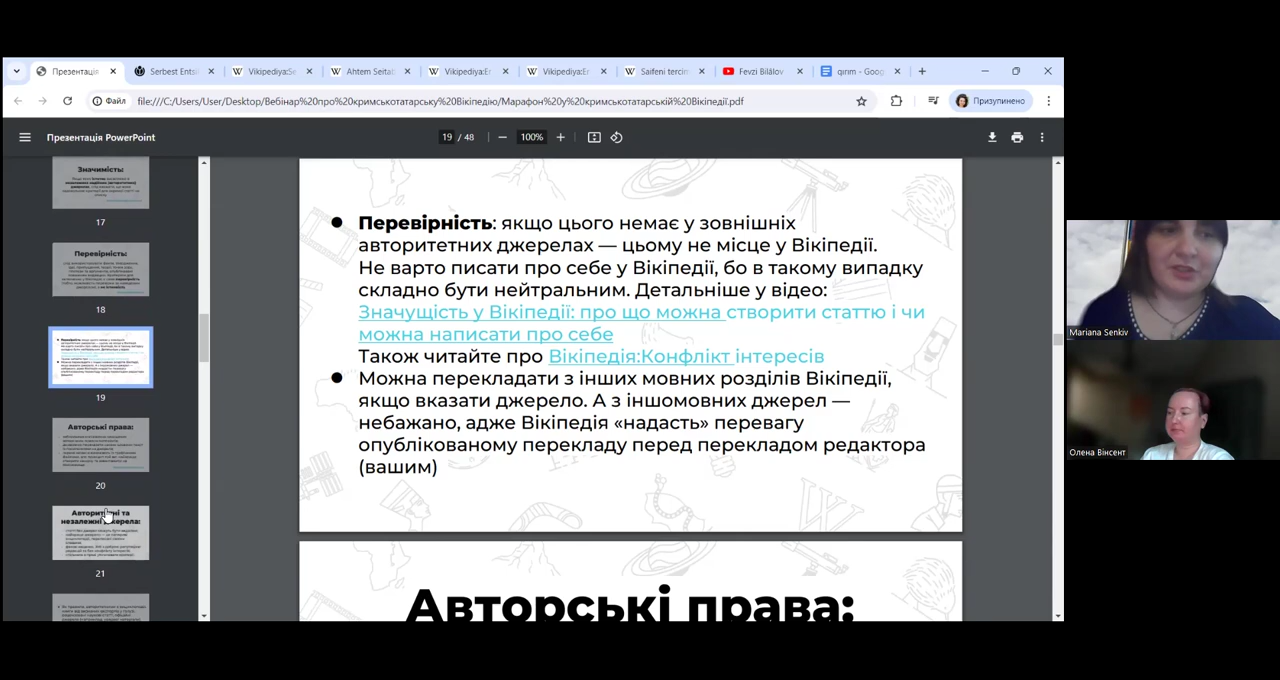 Презентація
Serbest Entsi
Vikipediya:Se
Ahtem Seital
Vikipediya:Er
Vikipediya:Er
Saifeni tercim
Fevzi Bilâlov
qırım - Goog
Файл
file:///C:/Users/User/Desktop/Вебінар%20про%20кримськотатарську%20Вікіпедію/Марафон%20у%20кримськотатарській%20Вікіпедії.pdf
Призупинено
Презентація PowerPoint
19 / 48
100%
Значимість:
17
Перевірність:
18
19
Авторські права:
20
Авторитетні та
незалежні джерела:
21
Перевірність: якщо цього немає у зовнішніх
авторитетних джерелах — цьому не місце у Вікіпедії.
Не варто писати про себе у Вікіпедії, бо в такому випадку
складно бути нейтральним. Детальніше у відео:
Значущість у Вікіпедії: про що можна створити статтю і чи
можна написати про себе
Також читайте про Вікіпедія:Конфлікт інтересів
Можна перекладати з інших мовних розділів Вікіпедії,
якщо вказати джерело. А з іншомовних джерел —
небажано, адже Вікіпедія «надасть» перевагу
опублікованому перекладу перед перекладом редактора
(вашим)
Авторські права:
Mariana Senkiv
Олена Вінсент